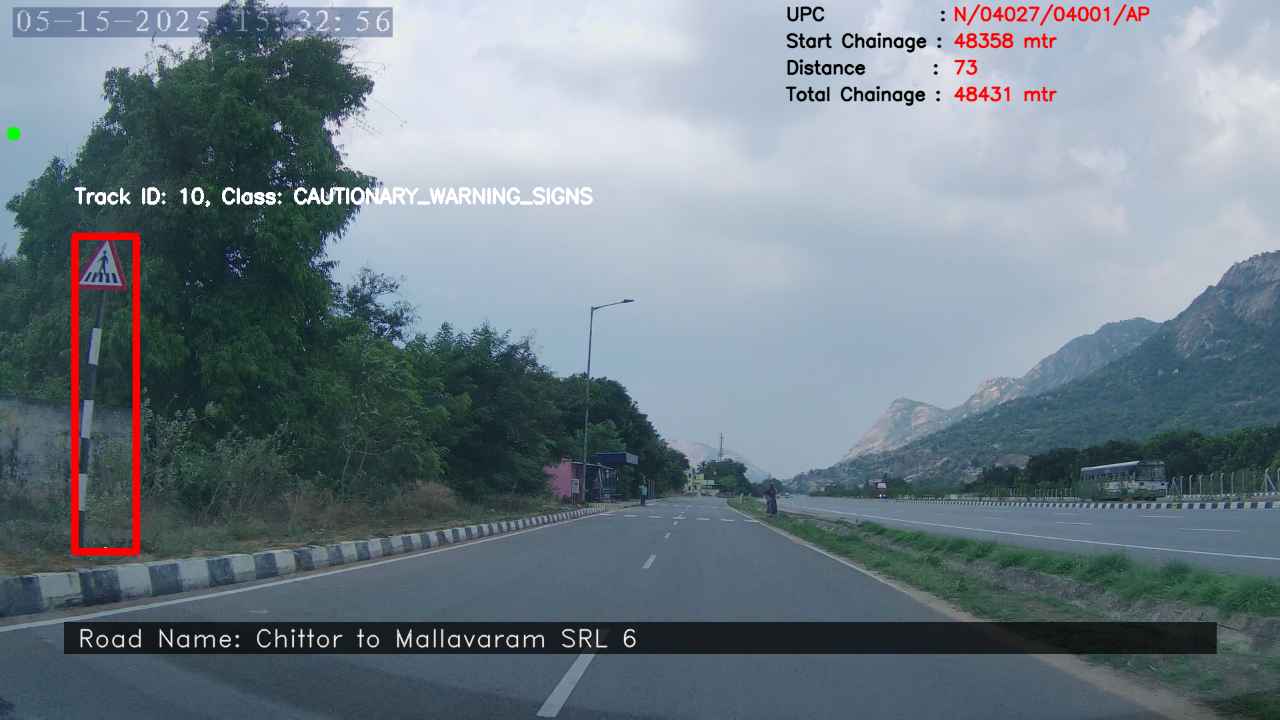 05-15-2025 15:32:56
UPC : N/04027/04001/AP
Start Chainage : 48358 mtr
Distance : 73
Total Chainage : 48431 mtr
Track ID: 10, Class: CAUTIONARY_WARNING_SIGNS
Road Name: Chittor to Mallavaram SRL 6